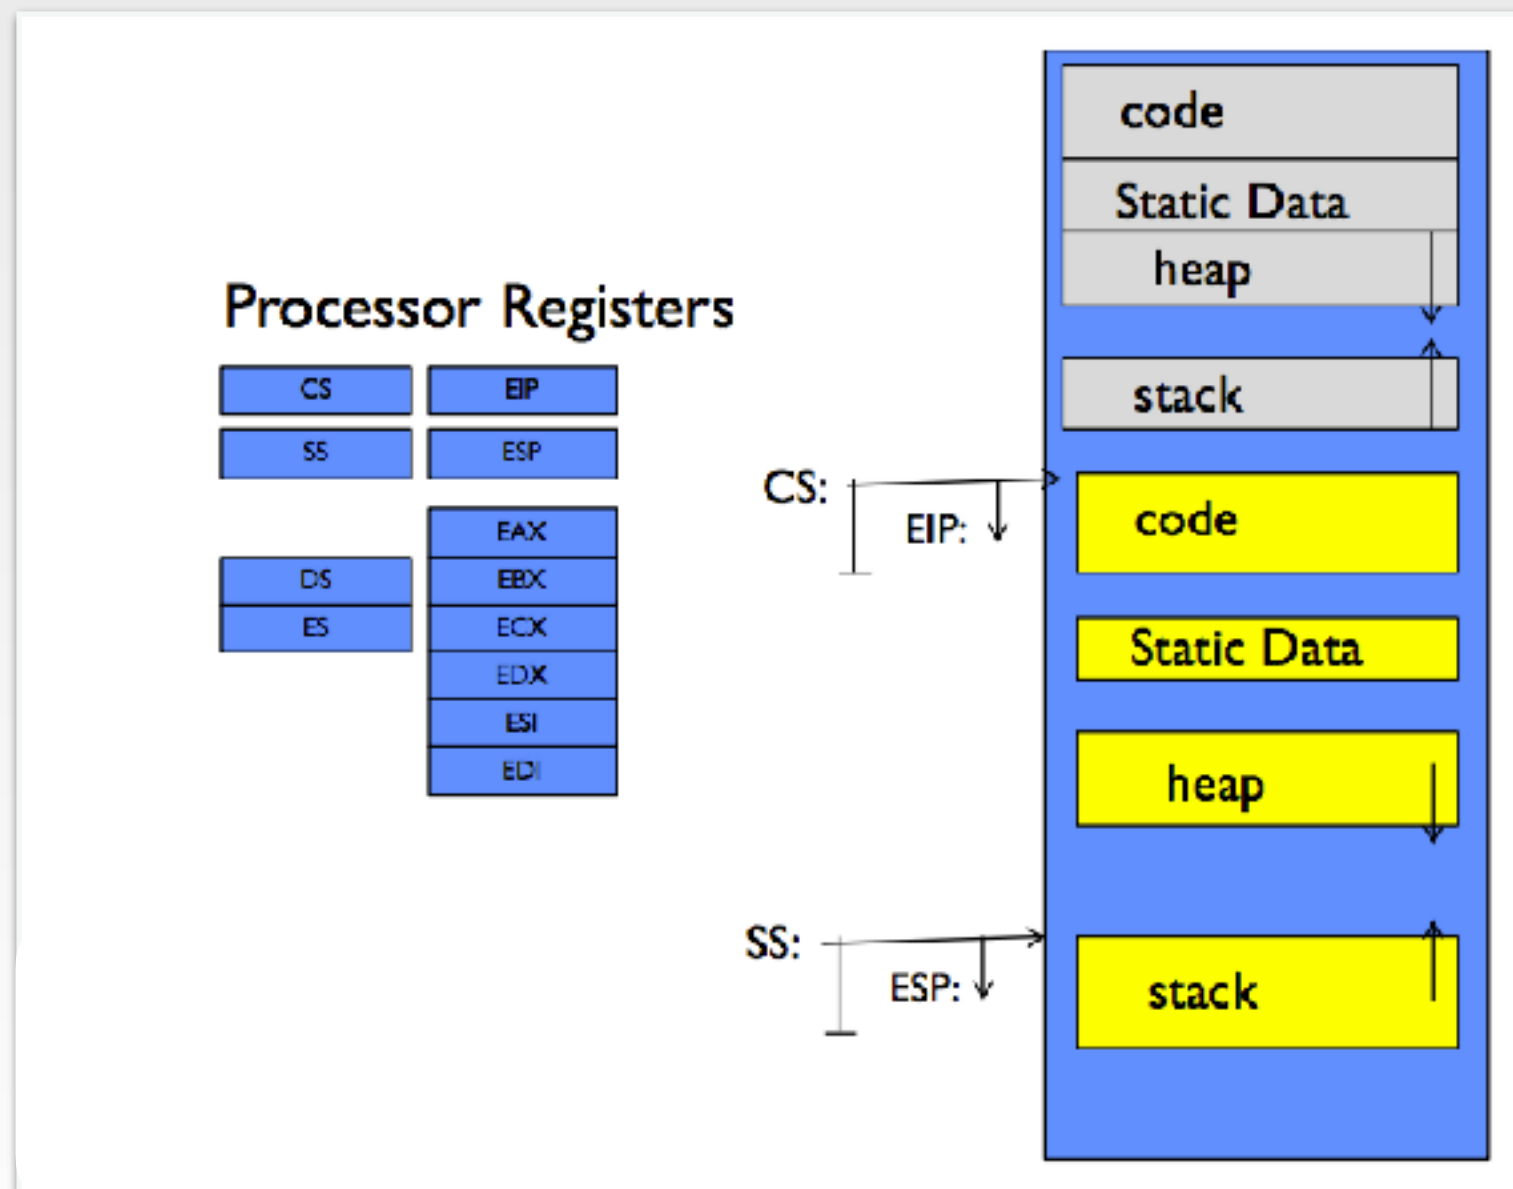 Processor Registers
CS
EIP
SS
ESP
EAX
DS
EBX
ES
ECX
EDX
ESI
EDI
code
Static Data
heap
stack
CS:
EIP:
code
Static Data
heap
SS:
ESP:
stack